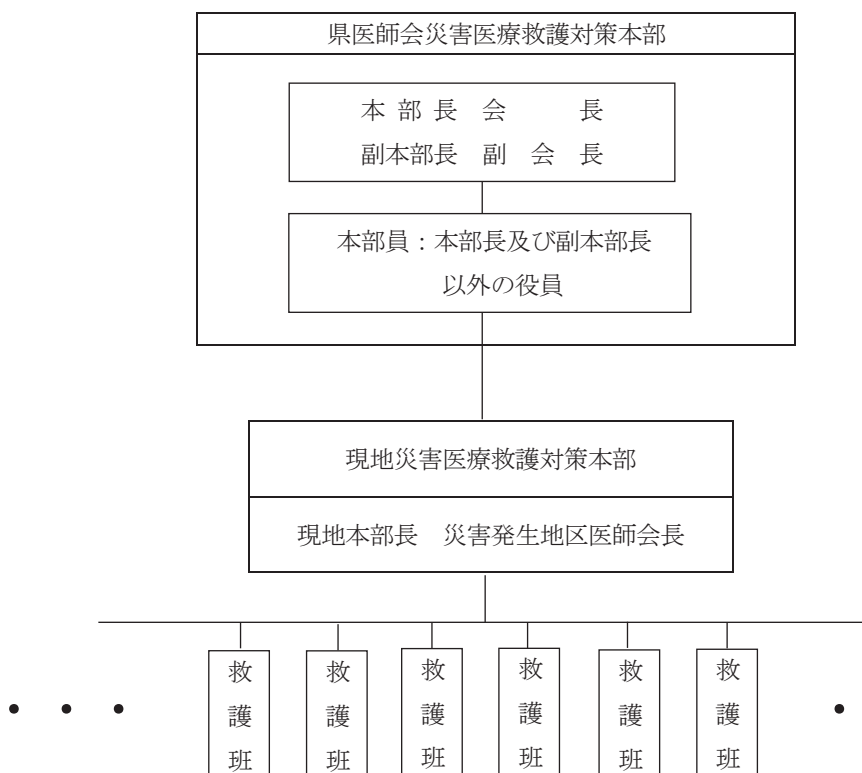 県医師会災害医療救護対策本部
本部長 会 長
副本部長 副会長
本部員：本部長及び副本部長
以外の役員
現地災害医療救護対策本部
現地本部長 災害発生地区医師会長
救護班
救護班
救護班
救護班
救護班
救護班